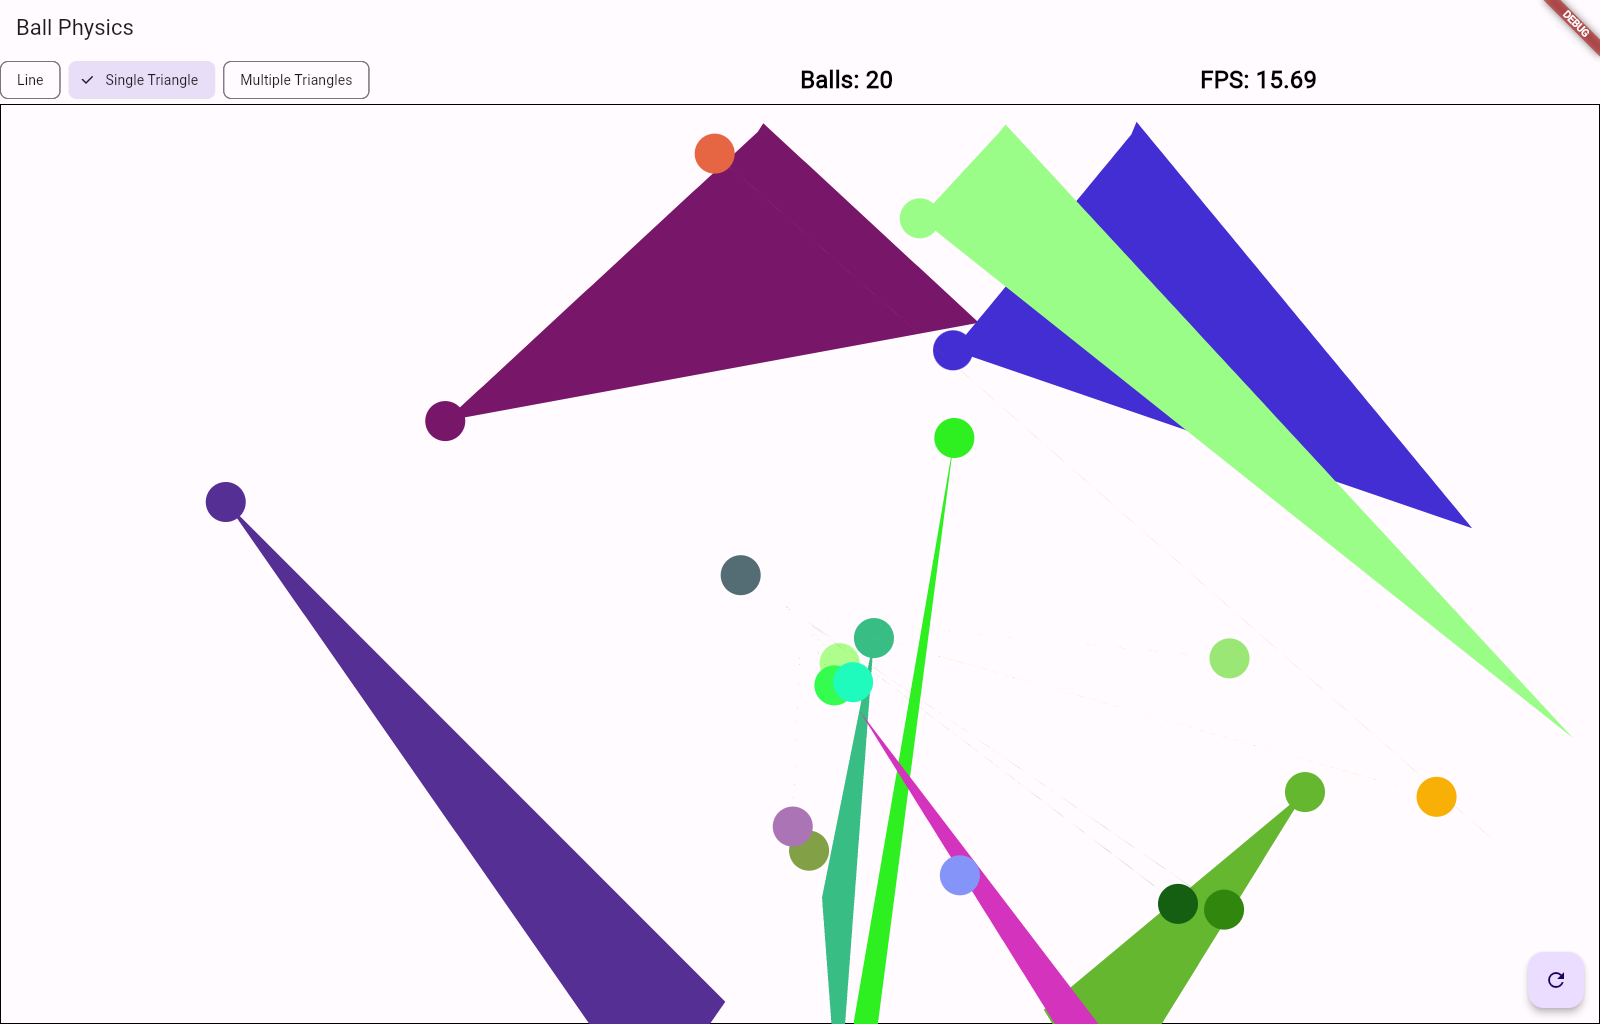 Ball Physics
DEBUG
Line
Single Triangle
Multiple Triangles
Balls: 20
FPS: 15.69